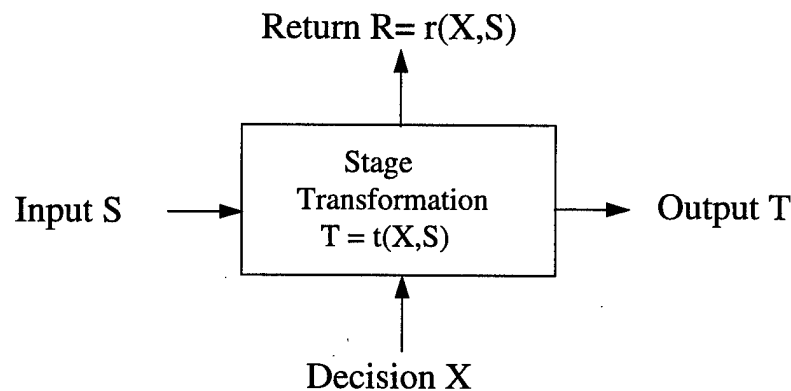 Return R= r(X,S)
Stage
Transformation
T = t(X,S)
Input S
Output T
Decision X